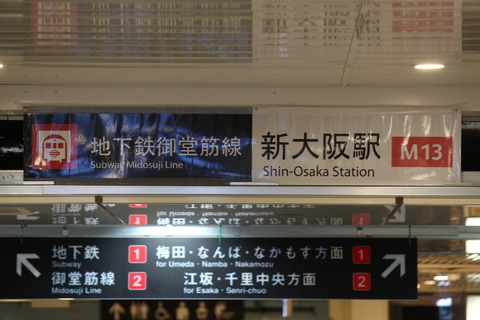 地下鉄御堂筋線
Subway Midosuji Line
新大阪駅
Shin-Osaka Station
M13
地下鉄
Subway
御堂筋線
Midosuji Line
1 梅田・なんば・なかもず方面 1
for Umeda・Namba・Nakamozu
2 江坂・千里中央方面 2
for Esaka・Senri-chuo